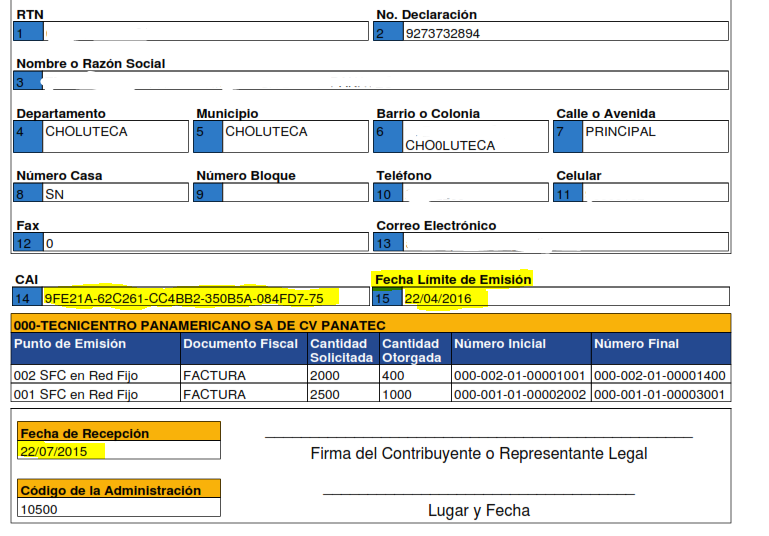 RTN No. Declaración
1 2 9273732894
Nombre o Razón Social
3
Departamento Municipio Barrio o Colonia Calle o Avenida
4 CHOLUTECA 5 CHOLUTECA 6 CHO0LUTECA 7 PRINCIPAL
Número Casa Número Bloque Teléfono Celular
8 SN 9 10 11
Fax Correo Electrónico
12 0 13
CAI Fecha Límite de Emisión
14 9FE21A-62C261-CC4BB2-350B5A-084FD7-75 15 22/04/2016
000-TECNICENTRO PANAMERICANO SA DE CV PANATEC
Punto de Emisión Documento Fiscal Cantidad Solicitada Cantidad Otorgada Número Inicial Número Final
002 SFC en Red Fijo FACTURA 2000 400 000-002-01-00001001 000-002-01-00001400
001 SFC en Red Fijo FACTURA 2500 1000 000-001-01-00002002 000-001-01-00003001
Fecha de Recepción
22/07/2015
Firma del Contribuyente o Representante Legal
Código de la Administración
10500
Lugar y Fecha